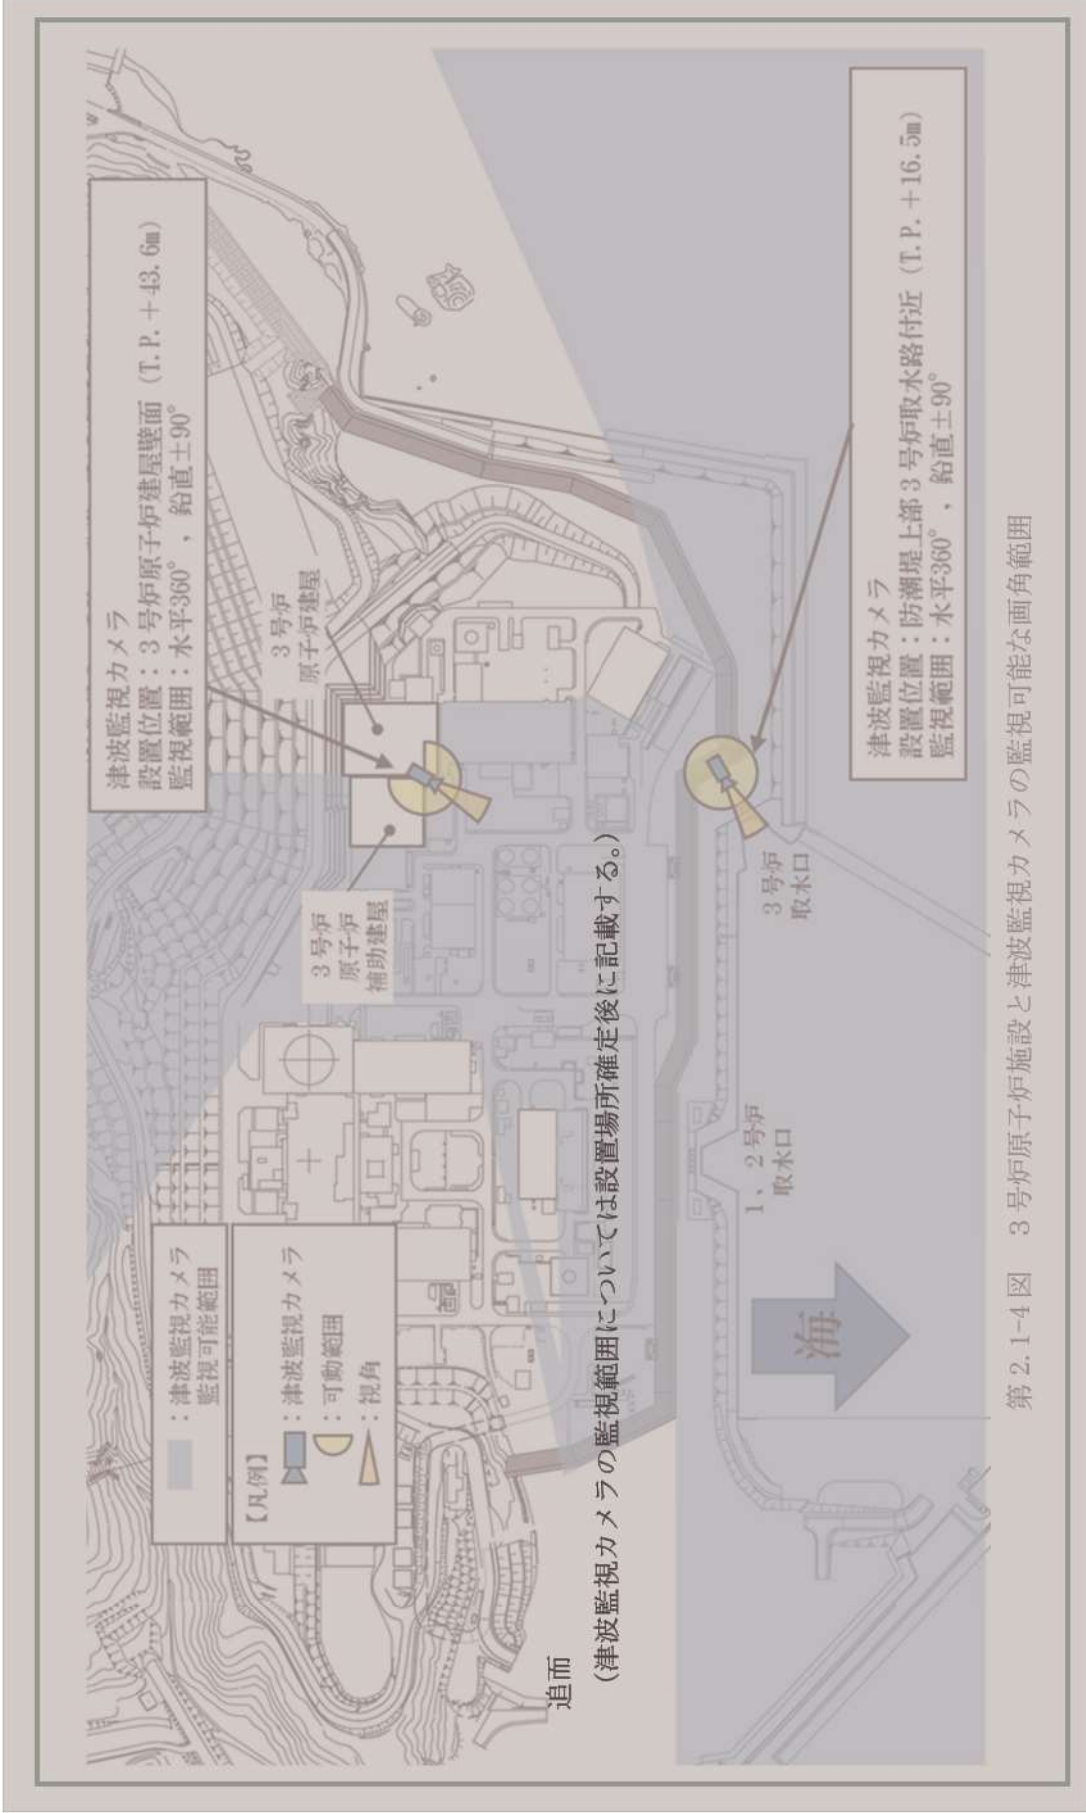 津波監視カメラ
設置位置：3号炉原子炉建屋壁面（T.P.＋43.6m）
監視範囲：水平360°，鉛直±90°
3号炉
原子炉建屋
3号炉
原子炉
補助建屋
：津波監視カメラ
監視可能範囲
【凡例】
：津波監視カメラ
：可動範囲
：視角
追而
（津波監視カメラの監視範囲については設置場所確定後に記載する。）
1、2号炉
取水口
3号炉
取水口
海
津波監視カメラ
設置位置：防潮堤上部3号炉取水路付近（T.P.＋16.5m）
監視範囲：水平360°，鉛直±90°
第2.1-4図　3号炉原子炉施設と津波監視カメラの監視可能な画角範囲